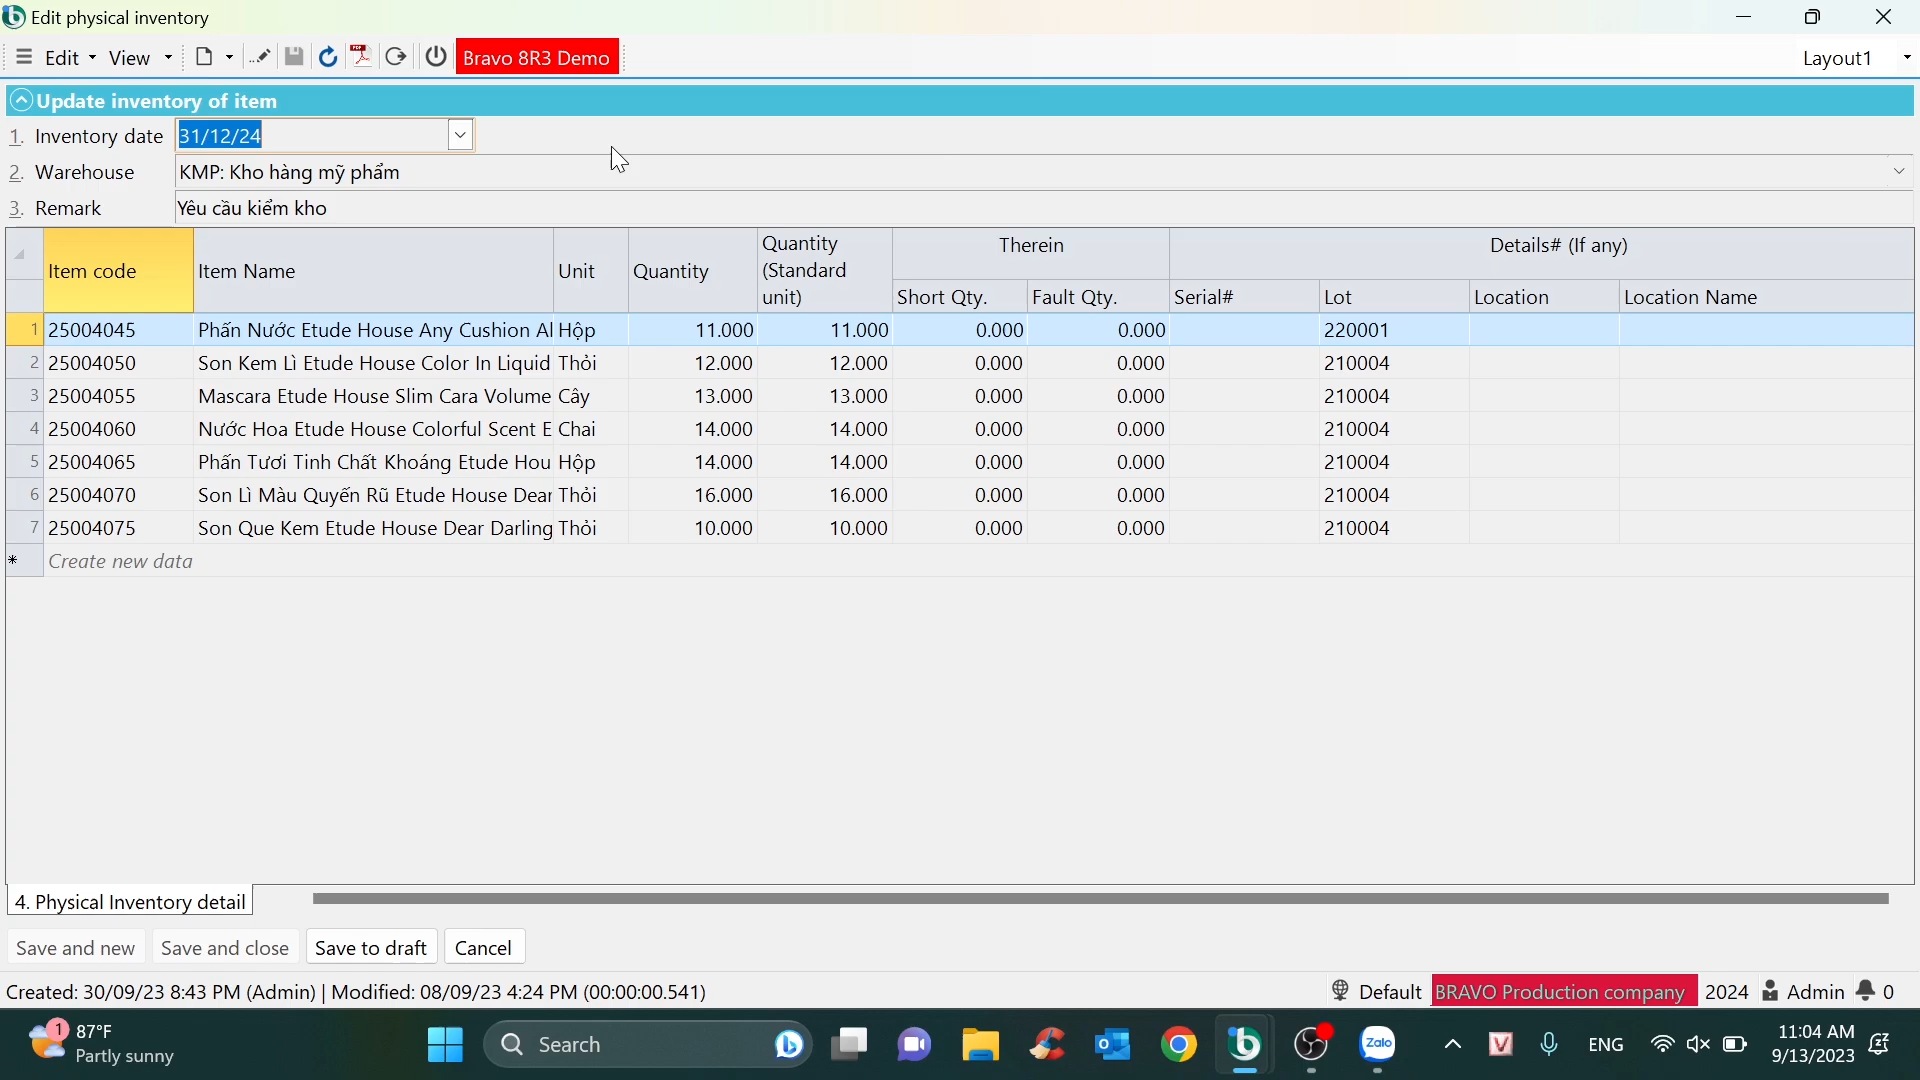 Edit physical inventory
Edit View Bravo 8R3 Demo Layout1
Update inventory of item
1. Inventory date 31/12/24
2. Warehouse KMP: Kho hàng mỹ phẩm
3. Remark Yêu cầu kiểm kho
Item code Item Name Unit Quantity Quantity (Standard unit) Therein Details# (If any)
Short Qty. Fault Qty. Serial# Lot Location Location Name
1 25004045 Phấn Nước Etude House Any Cushion Al Hộp 11.000 11.000 0.000 0.000 220001
2 25004050 Son Kem Lì Etude House Color In Liquid Thỏi 12.000 12.000 0.000 0.000 210004
3 25004055 Mascara Etude House Slim Cara Volume Cây 13.000 13.000 0.000 0.000 210004
4 25004060 Nước Hoa Etude House Colorful Scent E Chai 14.000 14.000 0.000 0.000 210004
5 25004065 Phấn Tươi Tinh Chất Khoáng Etude Hou Hộp 14.000 14.000 0.000 0.000 210004
6 25004070 Son Lì Màu Quyến Rũ Etude House Dear Thỏi 16.000 16.000 0.000 0.000 210004
7 25004075 Son Que Kem Etude House Dear Darling Thỏi 10.000 10.000 0.000 0.000 210004
* Create new data
4. Physical Inventory detail
Save and new Save and close Save to draft Cancel
Created: 30/09/23 8:43 PM (Admin) | Modified: 08/09/23 4:24 PM (00:00:00.541) Default BRAVO Production company 2024 Admin 0
1 87°F
Partly sunny
Search
Zalo
ENG
11:04 AM
9/13/2023